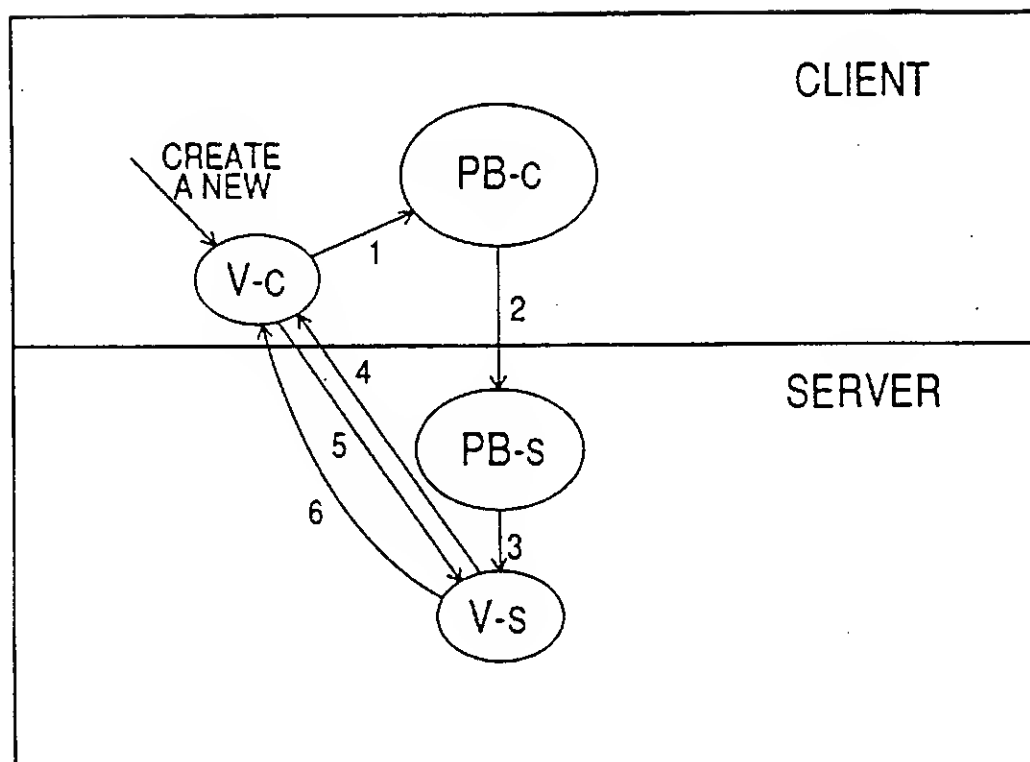 CLIENT
PB-c
CREATE
A NEW
1
V-c
2
4
SERVER
5
PB-s
6
3
V-s